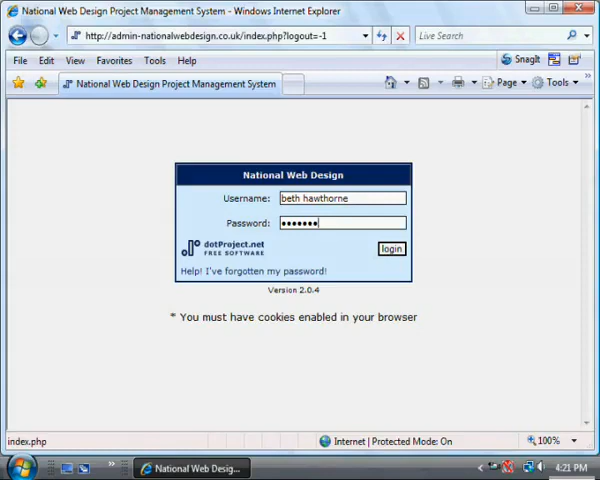 National Web Design Project Management System - Windows Internet Explorer
http://admin-nationalwebdesign.co.uk/index.php?logout=-1
Live Search
File Edit View Favorites Tools Help
SnagIt
National Web Design Project Management System
Page Tools
National Web Design
Username: beth hawthorne
Password: •••••••
dotProject.net
FREE SOFTWARE
login
Help! I've forgotten my password!
Version 2.0.4
* You must have cookies enabled in your browser
index.php
Internet | Protected Mode: On
100%
National Web Desig...
4:21 PM